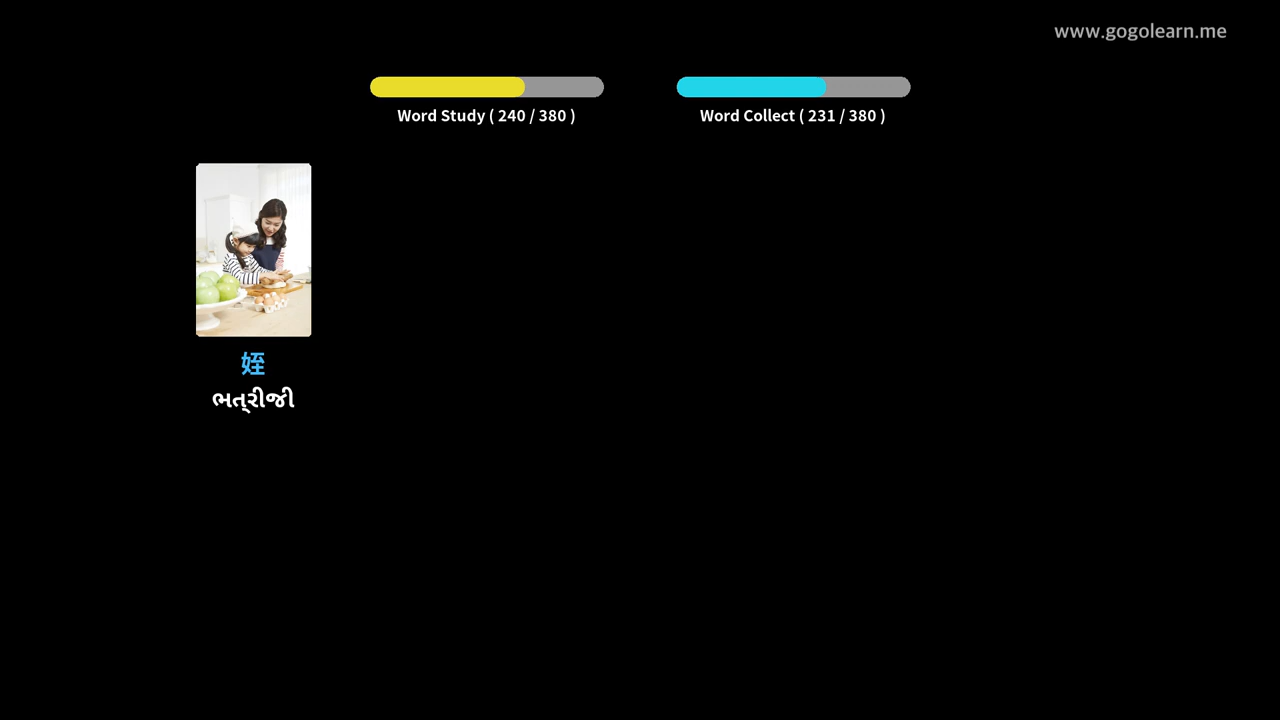 www.gogolearn.me
Word Study ( 240 / 380 )
Word Collect ( 231 / 380 )
姪
ભત્રીજી